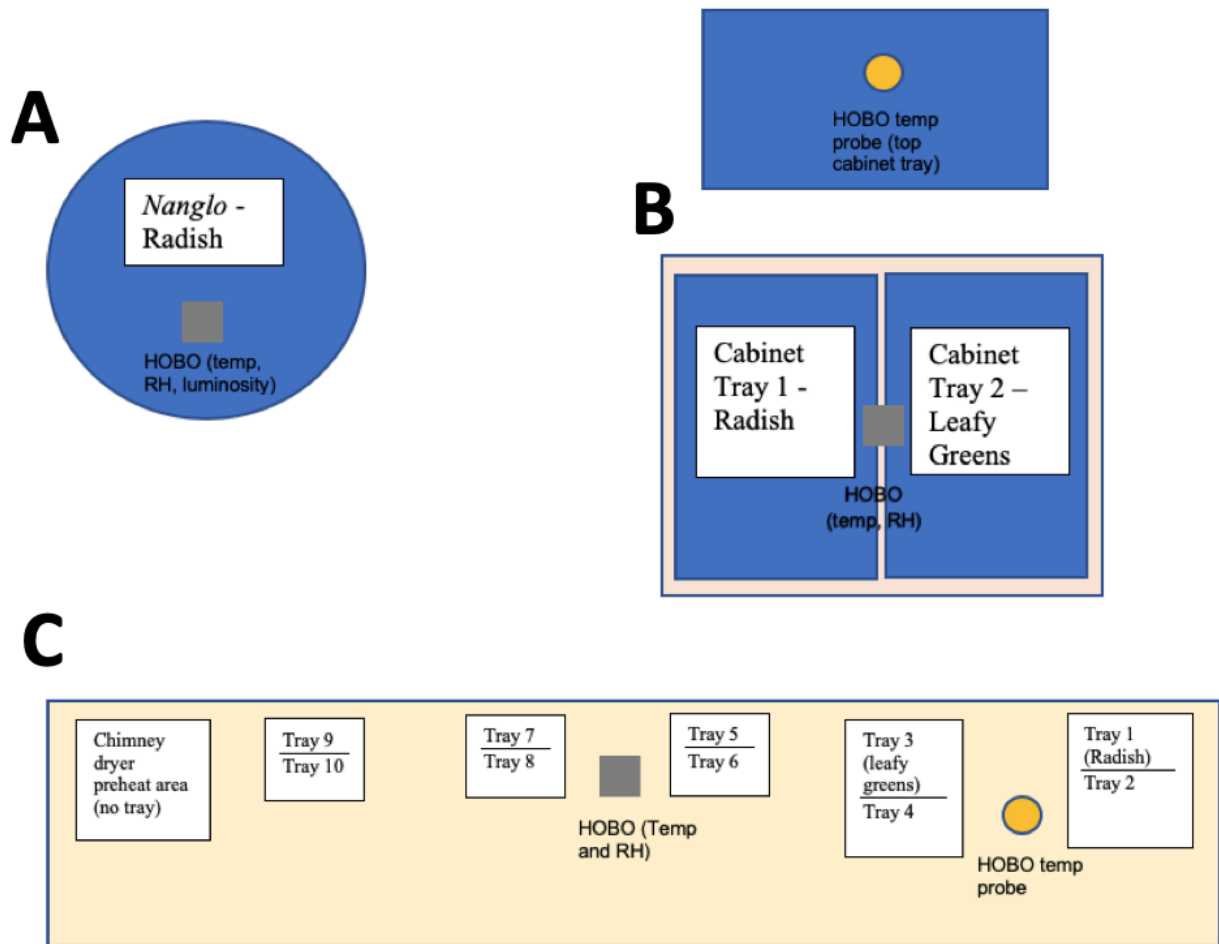 A
Nanglo -
Radish
HOBO (temp,
RH, luminosity)
HOBO temp
probe (top
cabinet tray)
B
Cabinet
Tray 1 -
Radish
Cabinet
Tray 2 –
Leafy
Greens
HOBO
(temp, RH)
C
Chimney
dryer
preheat area
(no tray)
Tray 9
Tray 10
Tray 7
Tray 8
HOBO (Temp
and RH)
Tray 5
Tray 6
Tray 3
(leafy
greens)
Tray 4
HOBO temp
probe
Tray 1
(Radish)
Tray 2